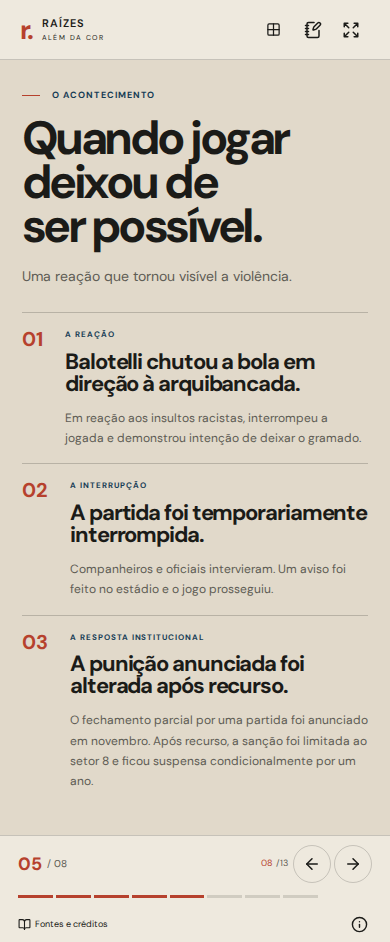 r.
RAÍZES
ALÉM DA COR
O ACONTECIMENTO
Quando jogar
deixou de
ser possível.
Uma reação que tornou visível a violência.
01
A REAÇÃO
Balotelli chutou a bola em
direção à arquibancada.
Em reação aos insultos racistas, interrompeu a
jogada e demonstrou intenção de deixar o gramado.
02
A INTERRUPÇÃO
A partida foi temporariamente
interrompida.
Companheiros e oficiais intervieram. Um aviso foi
feito no estádio e o jogo prosseguiu.
03
A RESPOSTA INSTITUCIONAL
A punição anunciada foi
alterada após recurso.
O fechamento parcial por uma partida foi anunciado
em novembro. Após recurso, a sanção foi limitada ao
setor 8 e ficou suspensa condicionalmente por um
ano.
05 / 08
08 /13
Fontes e créditos